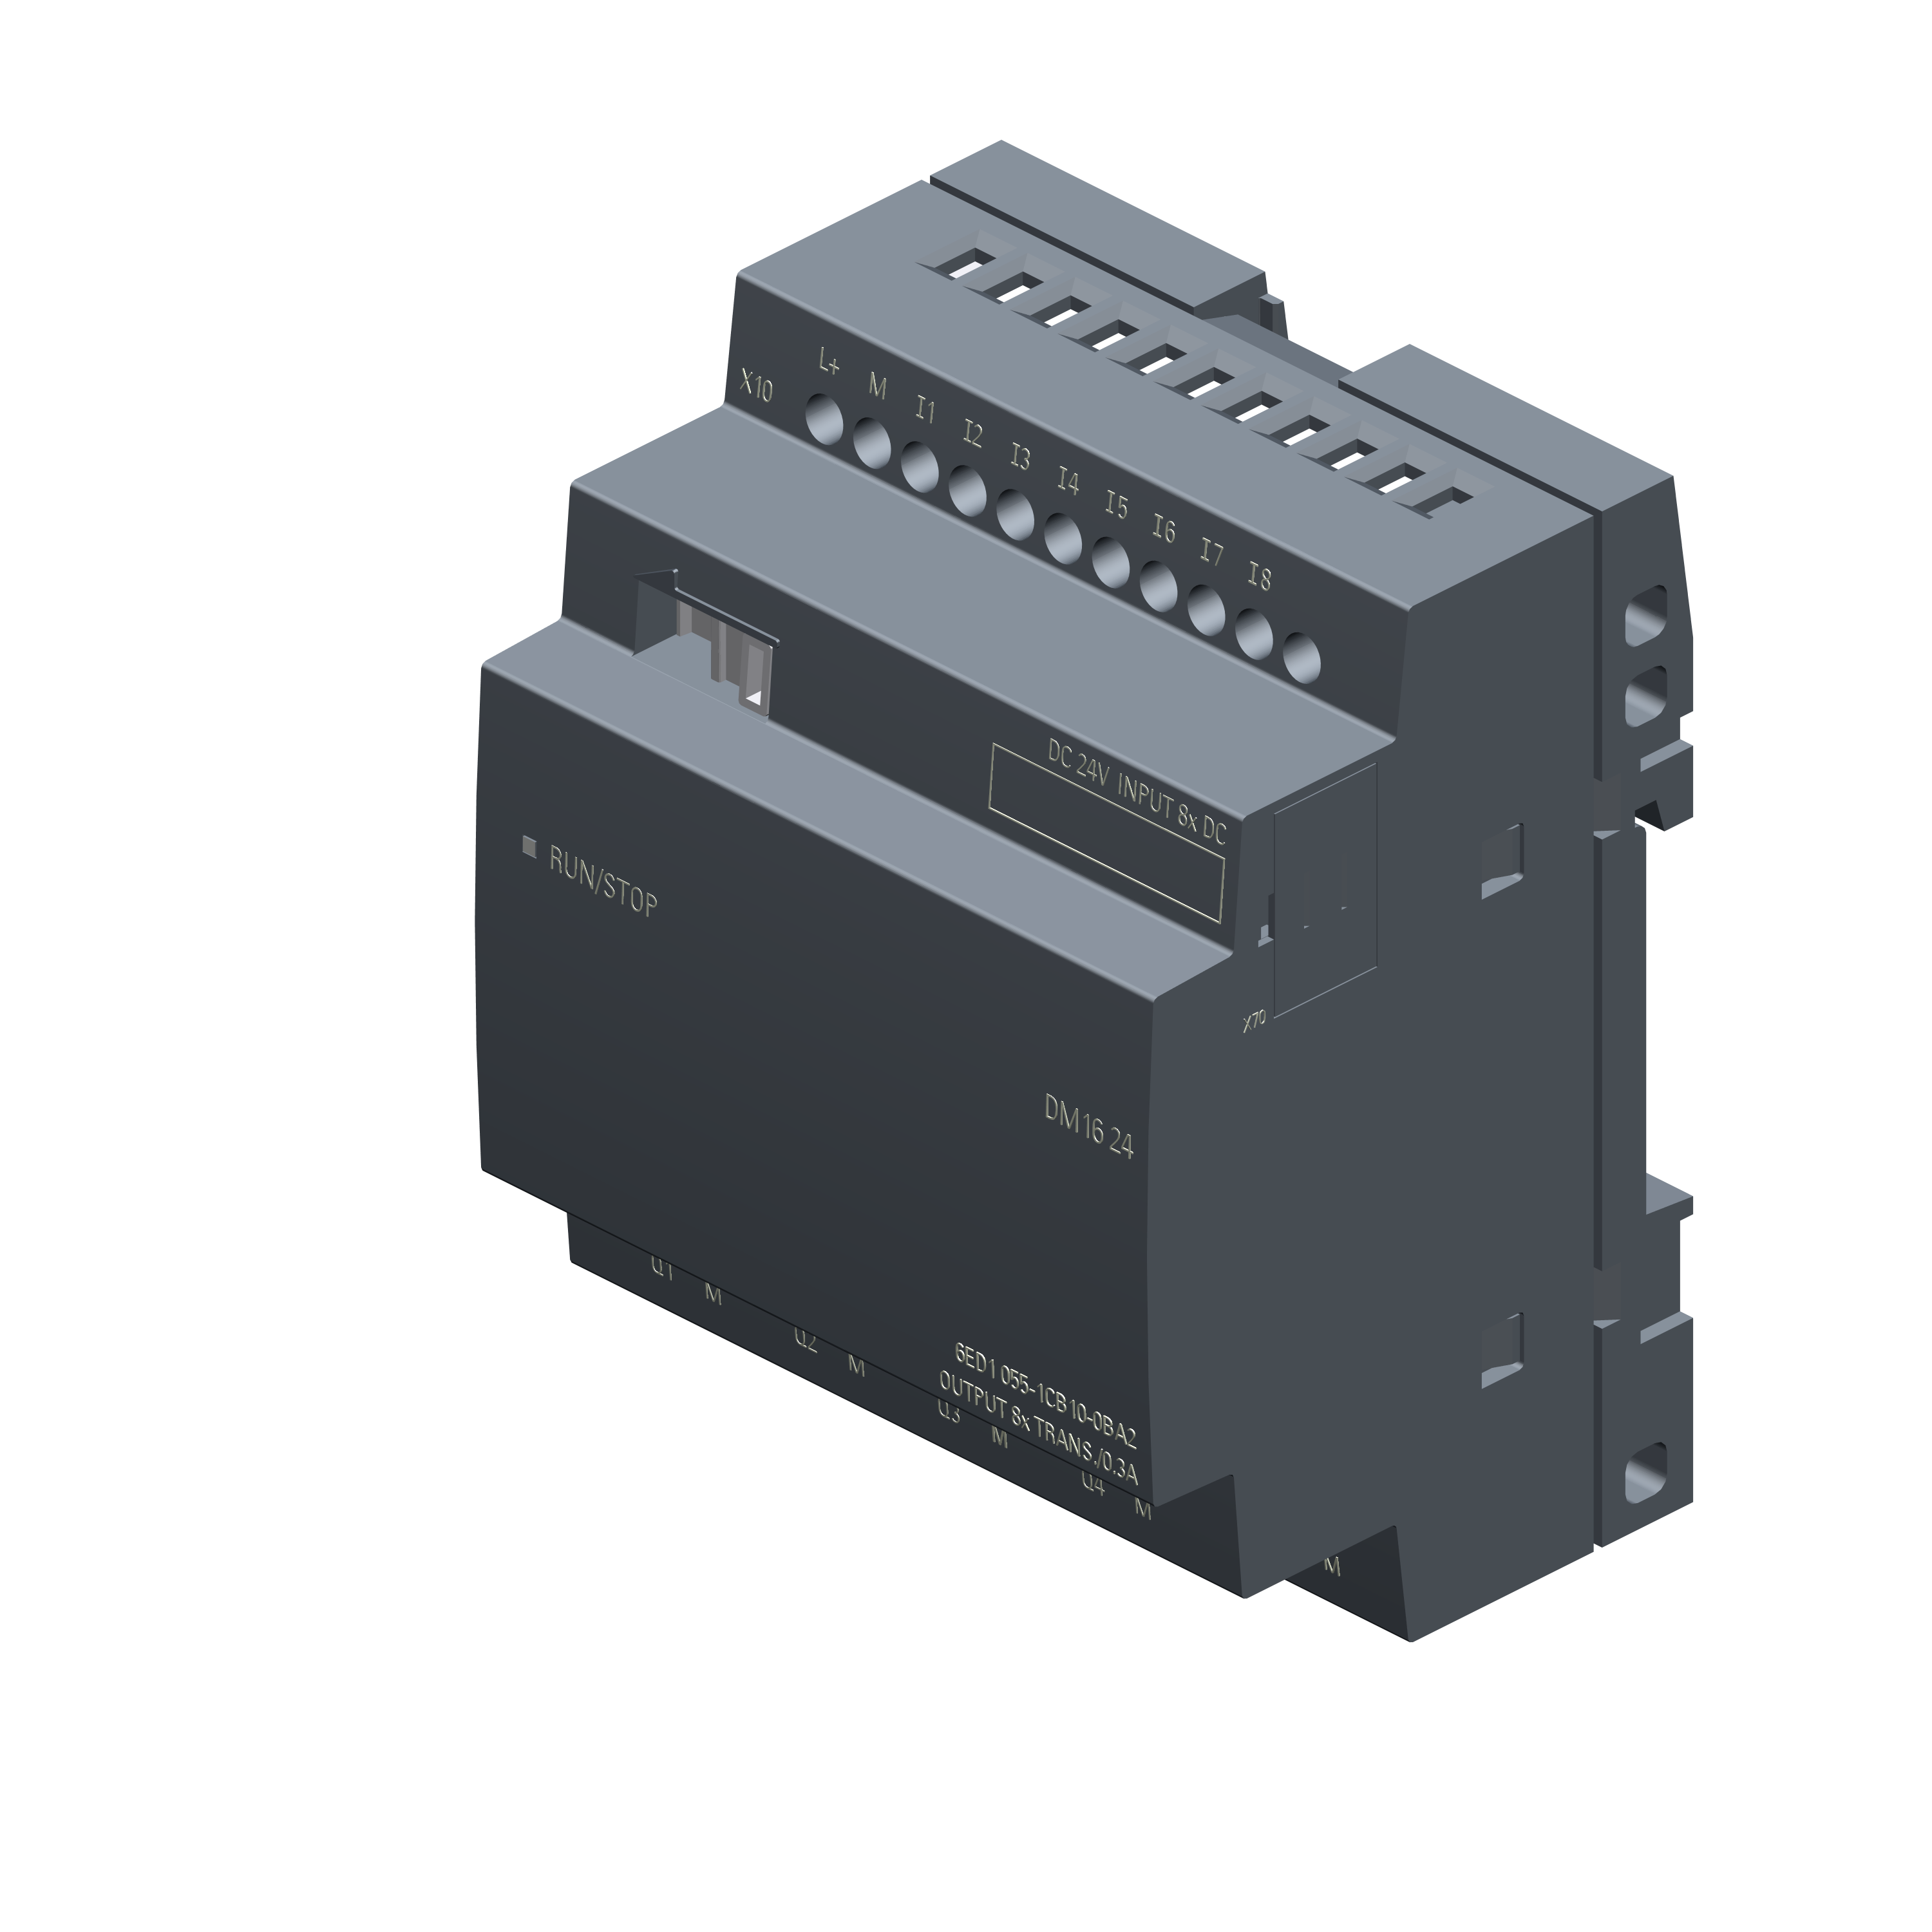 X10 L+ M I1 I2 I3 I4 I5 I6 I7 I8
DC 24V INPUT 8x DC
RUN/STOP
X70
DM16 24
6ED1 055-1CB10-0BA2
OUTPUT 8x TRANS./0.3A
Q1 M Q2 M Q3 M Q4 M
M